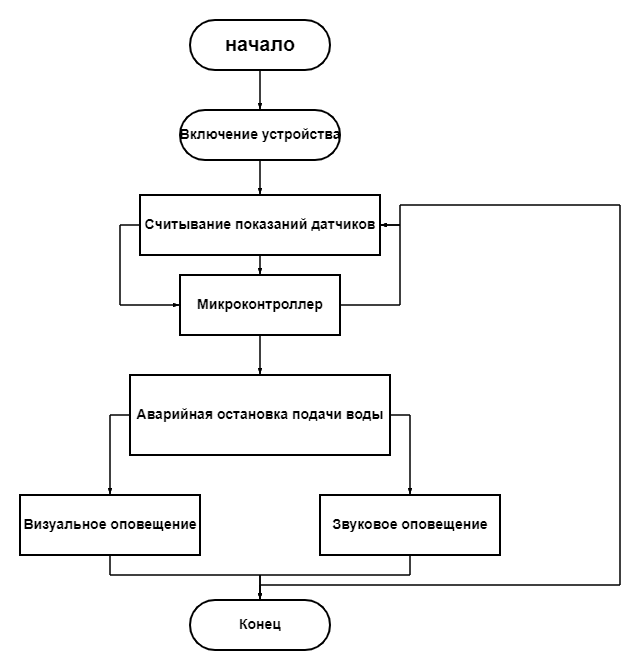 начало
Включение устройства
Считывание показаний датчиков
Микроконтроллер
Аварийная остановка подачи воды
Визуальное оповещение
Звуковое оповещение
Конец